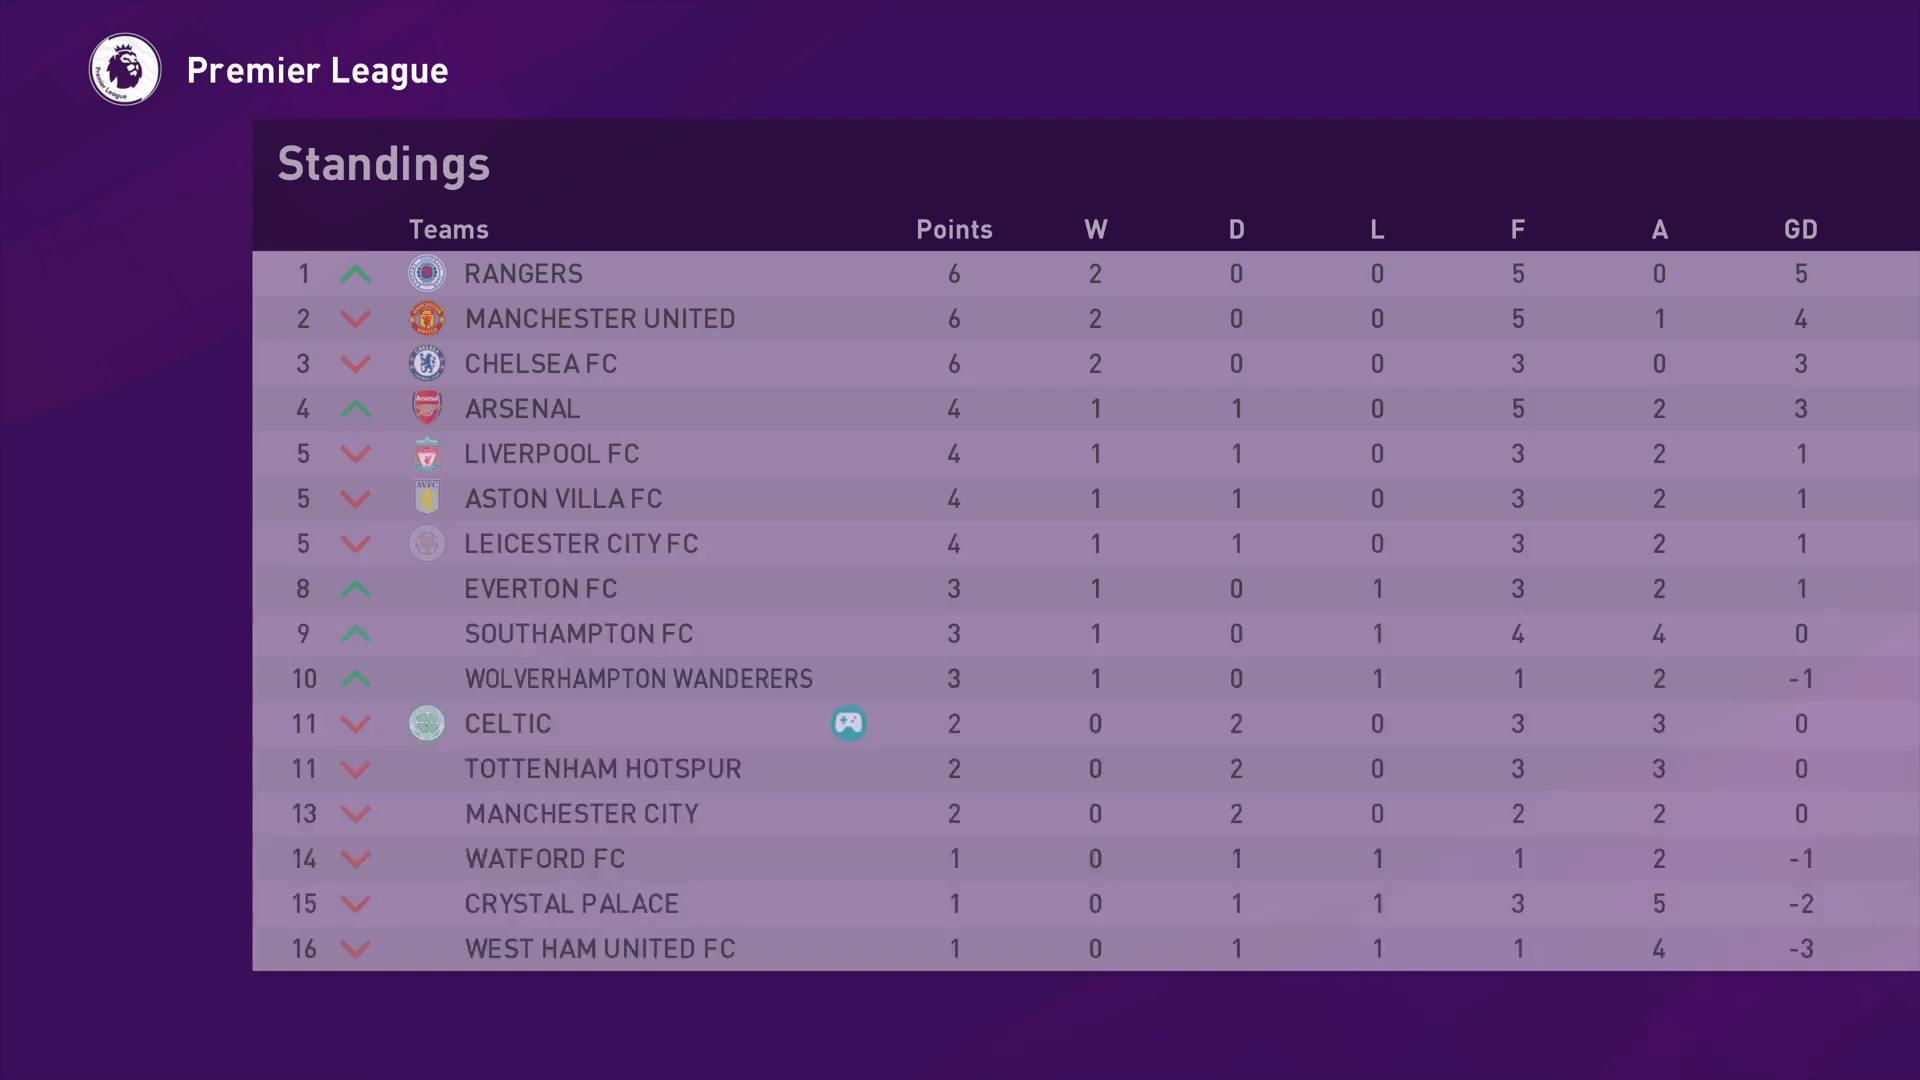 Premier League
Premier League
Standings
Teams Points W D L F A GD
1 RANGERS 6 2 0 0 5 0 5
2 MANCHESTER UNITED 6 2 0 0 5 1 4
3 CHELSEA FC 6 2 0 0 3 0 3
4 Arsenal ARSENAL 4 1 1 0 5 2 3
5 LIVERPOOL FC 4 1 1 0 3 2 1
5 AVFC ASTON VILLA FC 4 1 1 0 3 2 1
5 LEICESTER CITY FC 4 1 1 0 3 2 1
8 EVERTON FC 3 1 0 1 3 2 1
9 SOUTHAMPTON FC 3 1 0 1 4 4 0
10 WOLVERHAMPTON WANDERERS 3 1 0 1 1 2 -1
11 CELTIC 2 0 2 0 3 3 0
11 TOTTENHAM HOTSPUR 2 0 2 0 3 3 0
13 MANCHESTER CITY 2 0 2 0 2 2 0
14 WATFORD FC 1 0 1 1 1 2 -1
15 CRYSTAL PALACE 1 0 1 1 3 5 -2
16 WEST HAM UNITED FC 1 0 1 1 1 4 -3